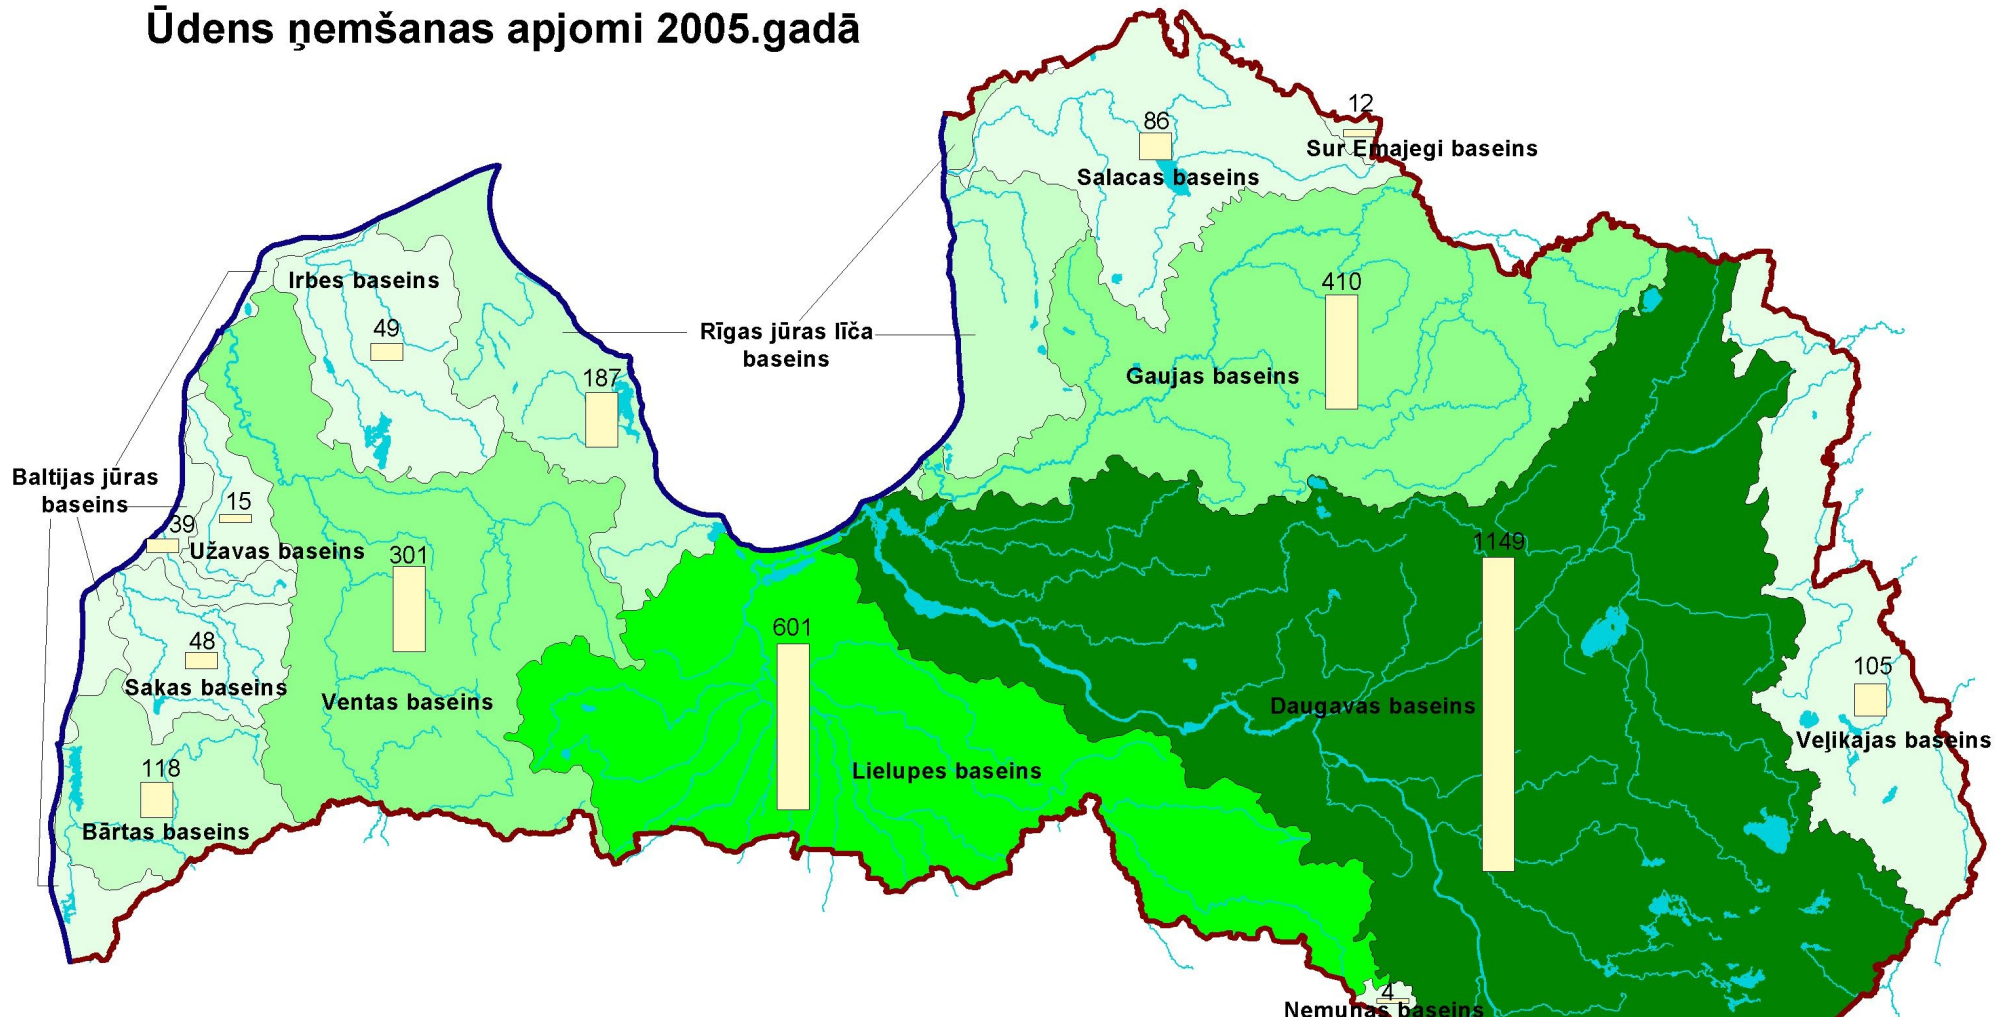 Ūdens ņemšanas apjomi 2005.gadā
12
86
Sur Emajegi baseins
Salacas baseins
Irbes baseins
410
49
Rīgas jūras līča
baseins
187
Gaujas baseins
Baltijas jūras
baseins
15
39
Užavas baseins
301
1149
601
48
105
Sakas baseins
Ventas baseins
Daugavas baseins
Veļikajas baseins
118
Lielupes baseins
Bārtas baseins
4
Nemunas baseins